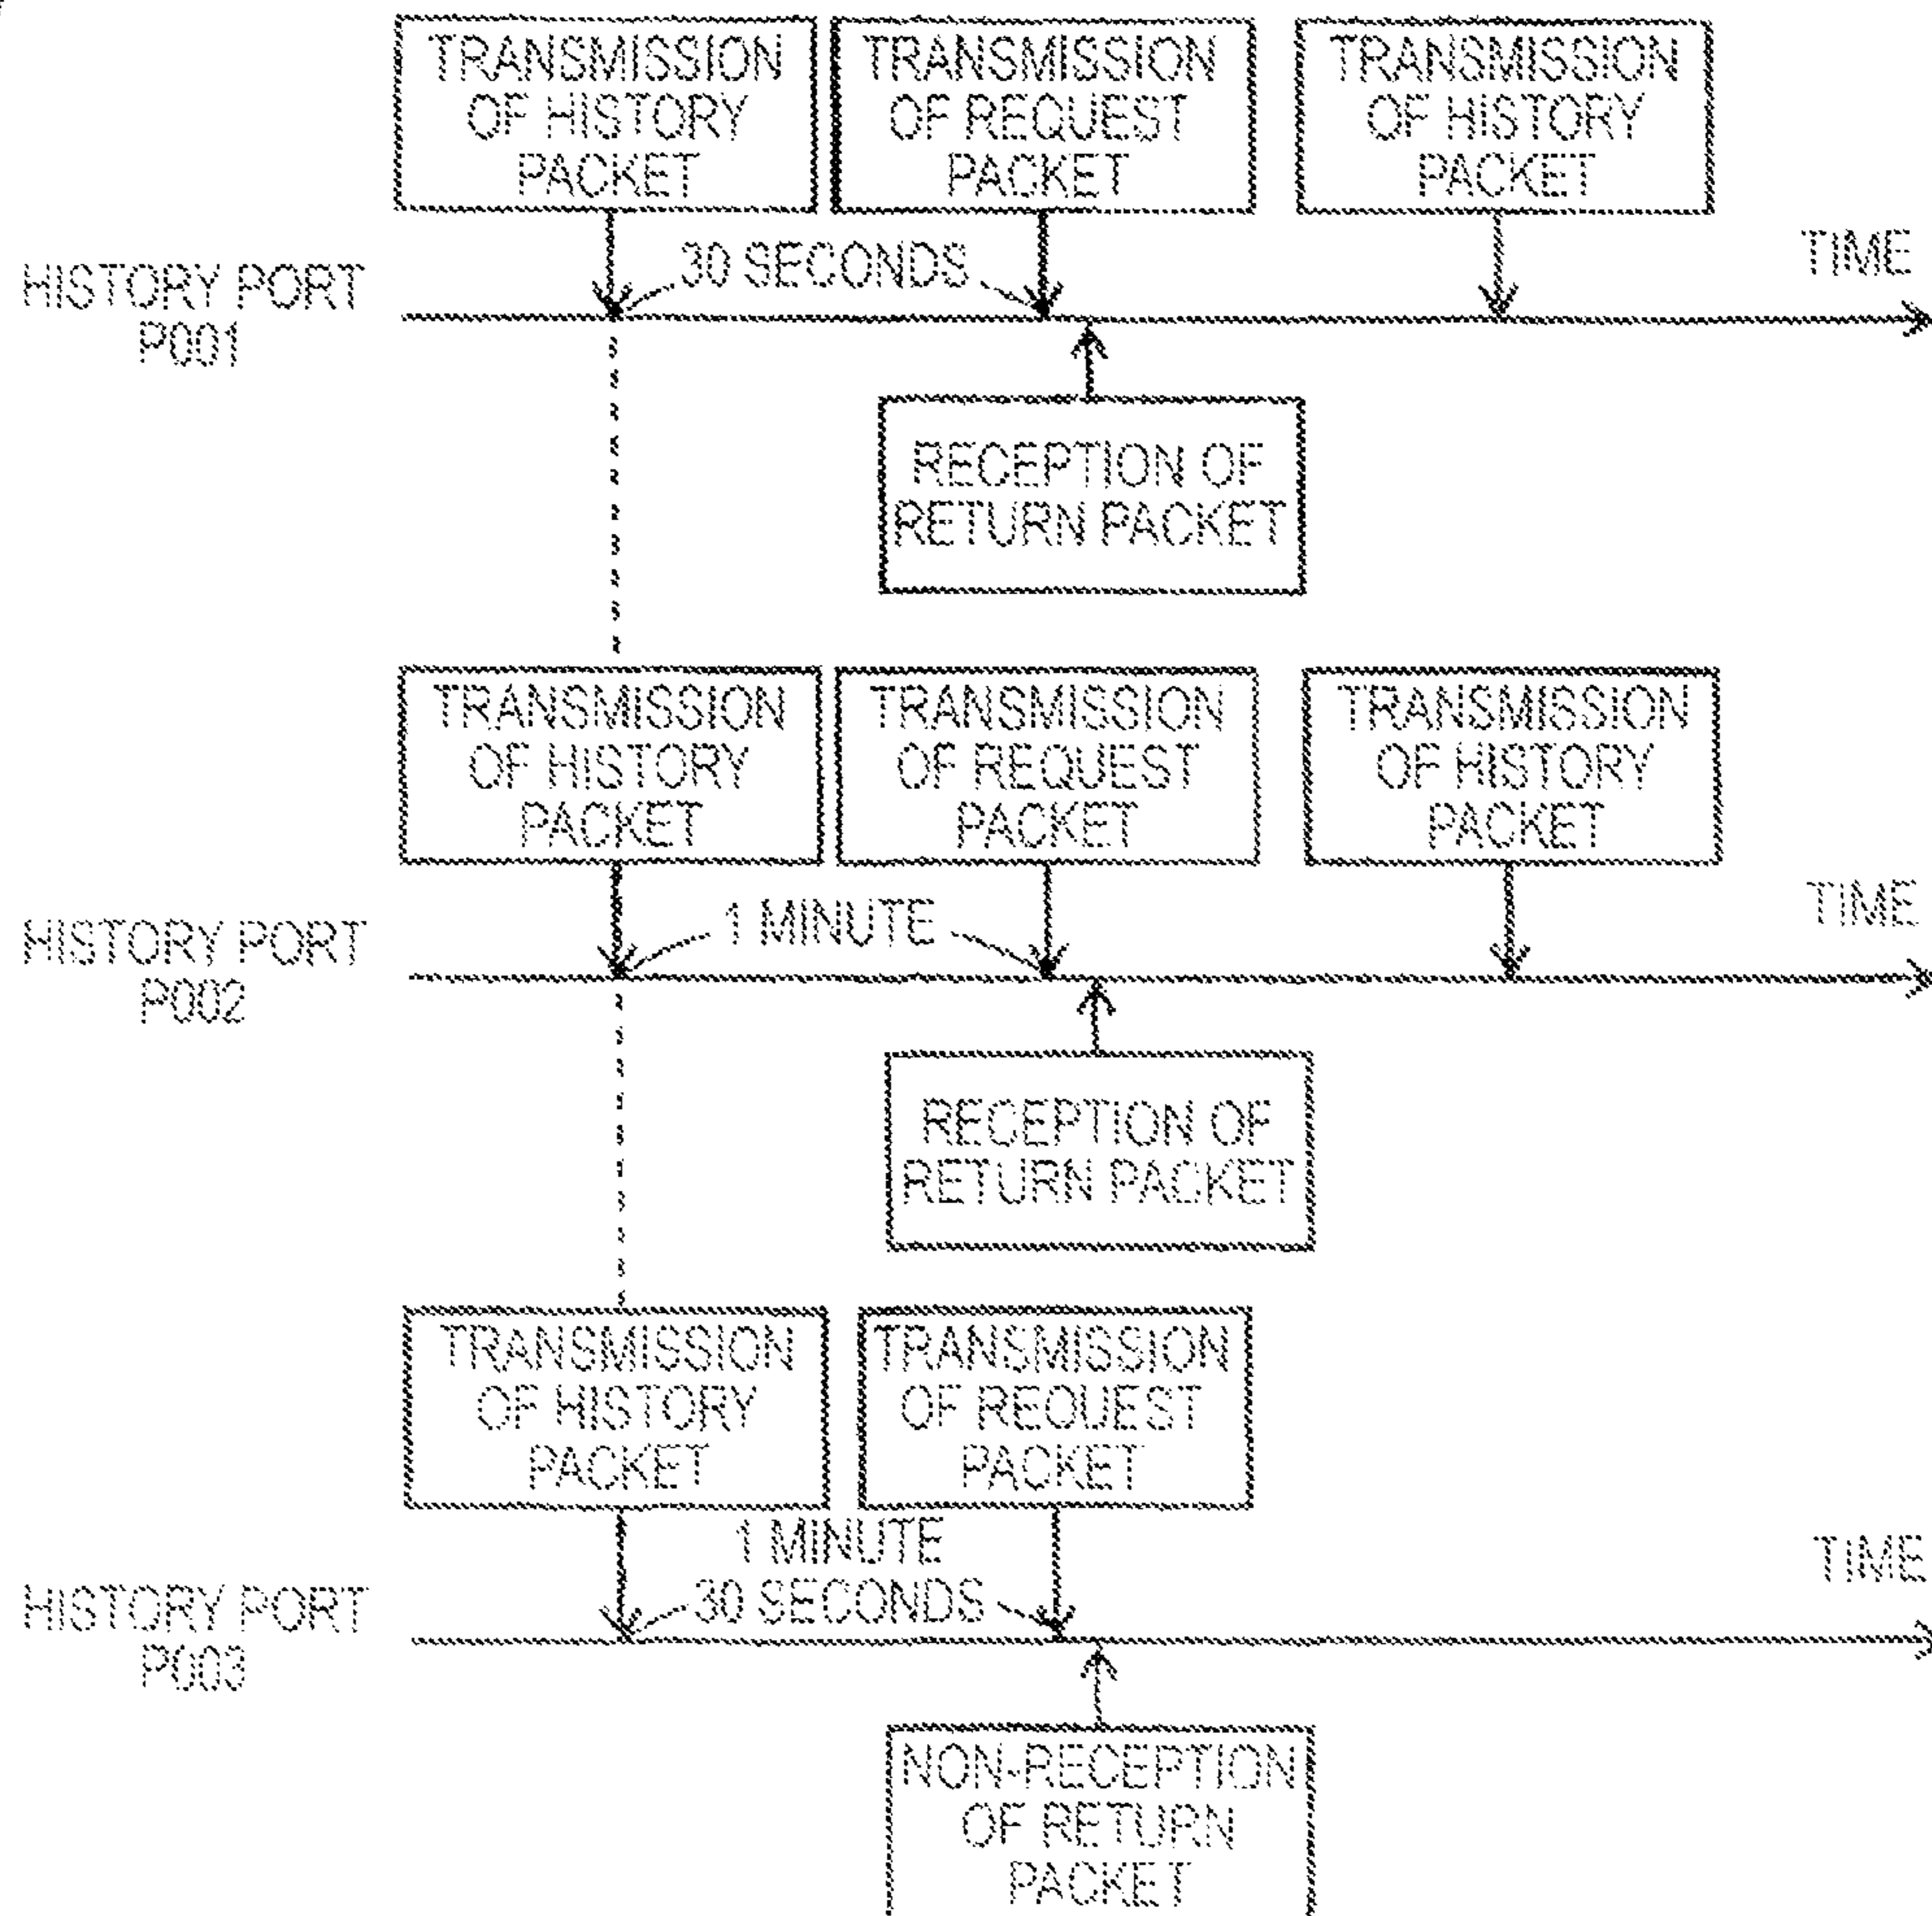 TRANSMISSION
OF HISTORY
PACKET
TRANSMISSION
OF REQUEST
PACKET
TRANSMISSION
OF HISTORY
PACKET
HISTORY PORT
P001
30 SECONDS
TIME
RECEPTION OF
RETURN PACKET
TRANSMISSION
OF HISTORY
PACKET
TRANSMISSION
OF REQUEST
PACKET
TRANSMISSION
OF HISTORY
PACKET
HISTORY PORT
P002
1 MINUTE
TIME
RECEPTION OF
RETURN PACKET
TRANSMISSION
OF HISTORY
PACKET
TRANSMISSION
OF REQUEST
PACKET
HISTORY PORT
P003
1 MINUTE
30 SECONDS
TIME
NON-RECEPTION
OF RETURN
PACKET